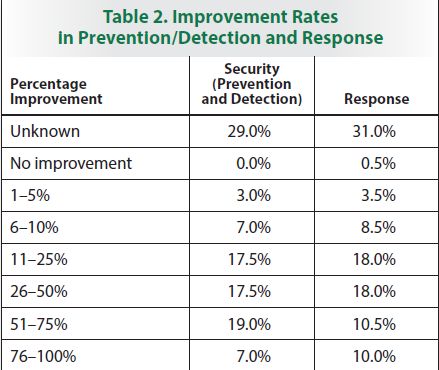 Table 2. Improvement Rates
in Prevention/Detection and Response
Percentage
Improvement
Security
(Prevention
and Detection)
Response
Unknown 29.0% 31.0%
No improvement 0.0% 0.5%
1–5% 3.0% 3.5%
6–10% 7.0% 8.5%
11–25% 17.5% 18.0%
26–50% 17.5% 18.0%
51–75% 19.0% 10.5%
76–100% 7.0% 10.0%